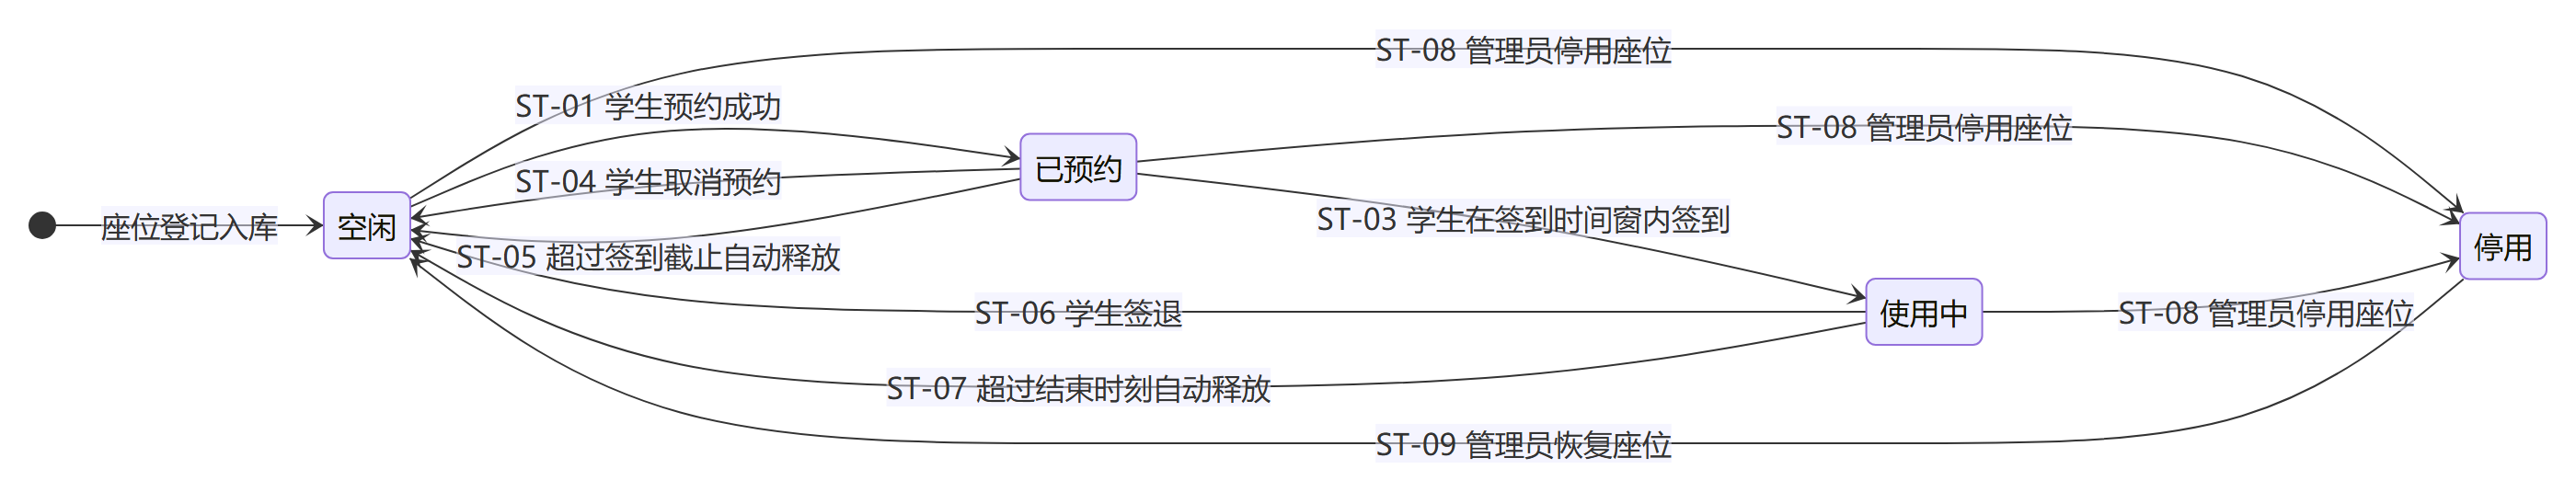 ST-08 管理员停用座位
ST-01 学生预约成功
ST-08 管理员停用座位
已预约
ST-04 学生取消预约
座位登记入库
空闲
ST-03 学生在签到时间窗内签到
停用
ST-05 超过签到截止自动释放
ST-06 学生签退
使用中
ST-08 管理员停用座位
ST-07 超过结束时刻自动释放
ST-09 管理员恢复座位